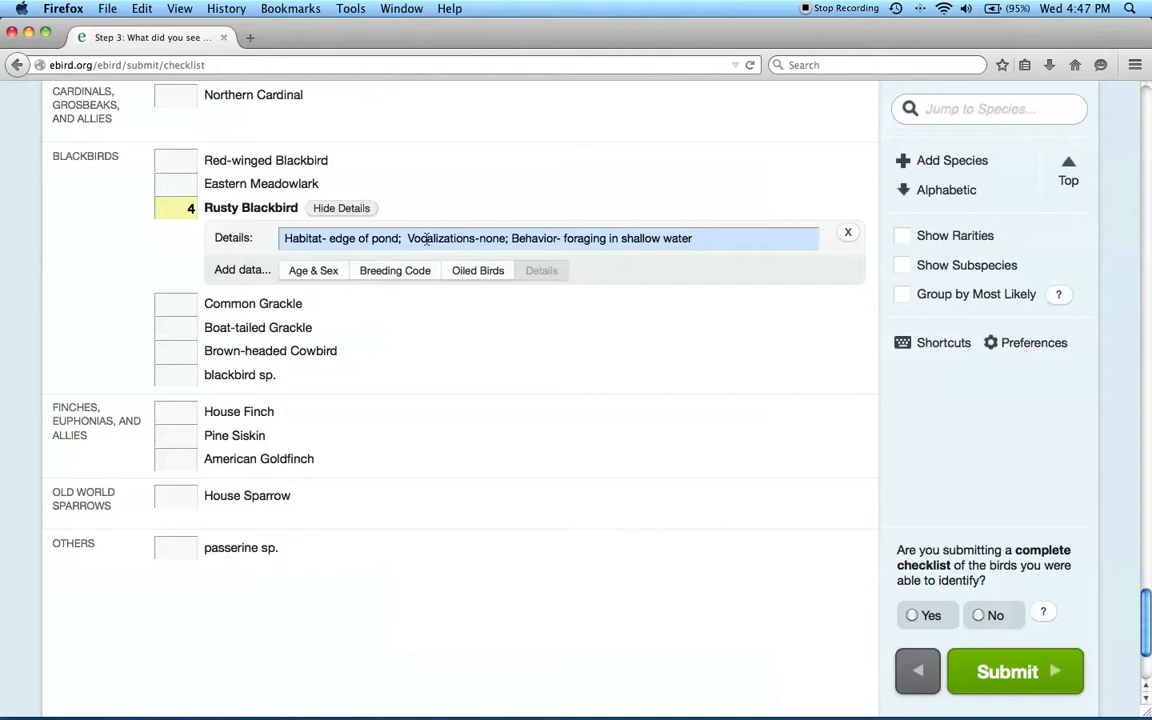 Firefox File Edit View History Bookmarks Tools Window Help Stop Recording (95%) Wed 4:47 PM
Step 3: What did you see ...
ebird.org/ebird/submit/checklist Search
CARDINALS, GROSBEAKS, AND ALLIES
Northern Cardinal
BLACKBIRDS
Red-winged Blackbird
Eastern Meadowlark
4 Rusty Blackbird Hide Details
Details: Habitat- edge of pond; Vocalizations-none; Behavior- foraging in shallow water X
Add data... Age & Sex Breeding Code Oiled Birds Details
Common Grackle
Boat-tailed Grackle
Brown-headed Cowbird
blackbird sp.
FINCHES, EUPHONIAS, AND ALLIES
House Finch
Pine Siskin
American Goldfinch
OLD WORLD SPARROWS
House Sparrow
OTHERS
passerine sp.
Jump to Species...
Add Species
Alphabetic
Top
Show Rarities
Show Subspecies
Group by Most Likely ?
Shortcuts Preferences
Are you submitting a complete
checklist of the birds you were
able to identify?
Yes No ?
Submit